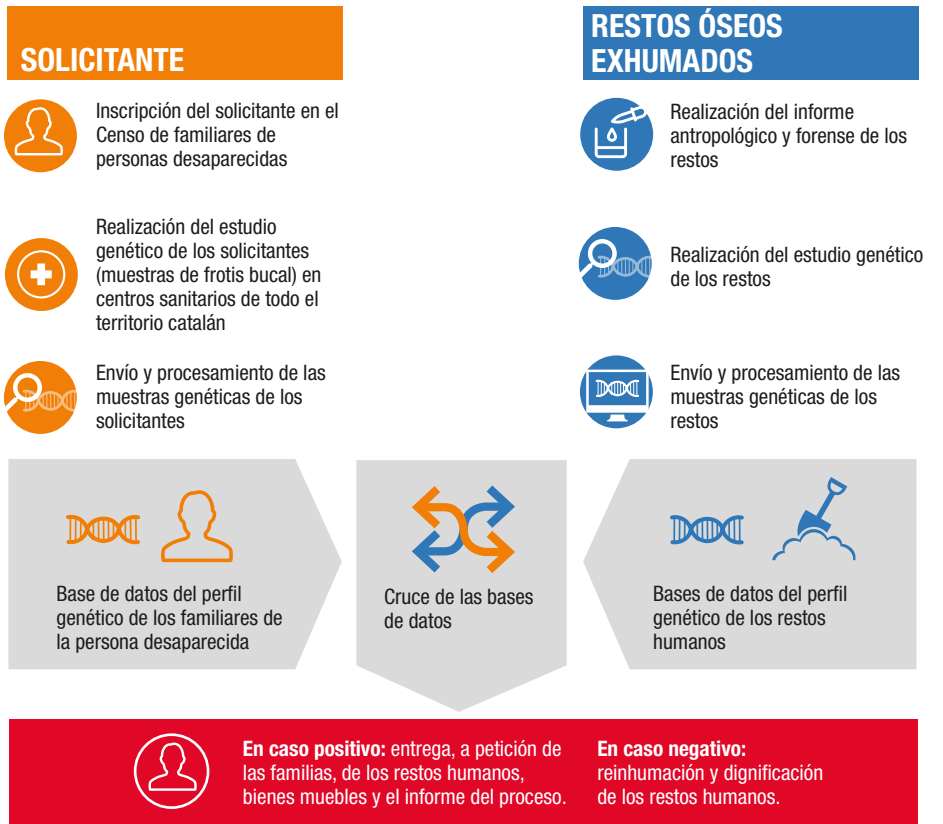 SOLICITANTE
Inscripción del solicitante en el
Censo de familiares de
personas desaparecidas
Realización del estudio
genético de los solicitantes
(muestras de frotis bucal) en
centros sanitarios de todo el
territorio catalán
Envío y procesamiento de las
muestras genéticas de los
solicitantes
RESTOS ÓSEOS
EXHUMADOS
Realización del informe
antropológico y forense de los
restos
Realización del estudio genético
de los restos
Envío y procesamiento de las
muestras genéticas de los
restos
Base de datos del perfil
genético de los familiares de
la persona desaparecida
Cruce de las bases
de datos
Bases de datos del perfil
genético de los restos
humanos
En caso positivo: entrega, a petición de
las familias, de los restos humanos,
bienes muebles y el informe del proceso.
En caso negativo:
reinhumación y dignificación
de los restos humanos.